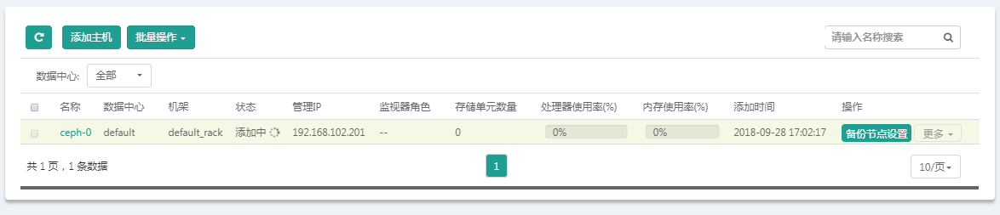 添加主机 批量操作 请输入名称搜索
数据中心: 全部
名称 数据中心 机架 状态 管理IP 监视器角色 存储单元数量 处理器使用率(%) 内存使用率(%) 添加时间 操作
ceph-0 default default_rack 添加中 192.168.102.201 -- 0 0% 0% 2018-09-28 17:02:17 备份节点设置 更多
共 1 页，1 条数据 1 10/页